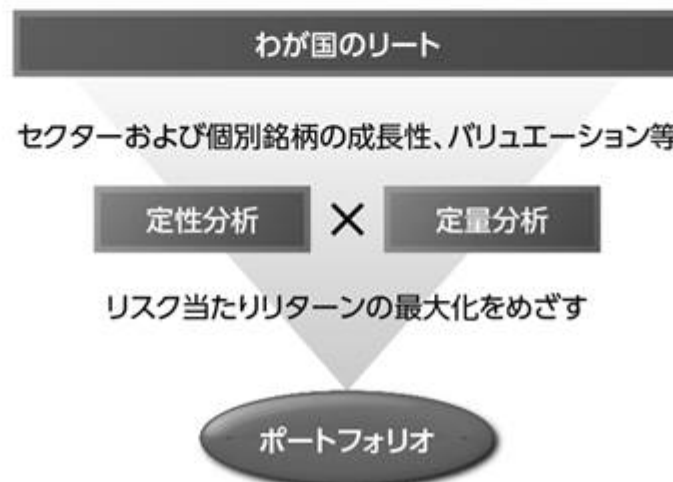 わが国のリート
セクターおよび個別銘柄の成長性、バリュエーション等
定性分析 × 定量分析
リスク当たりリターンの最大化をめざす
ポートフォリオ